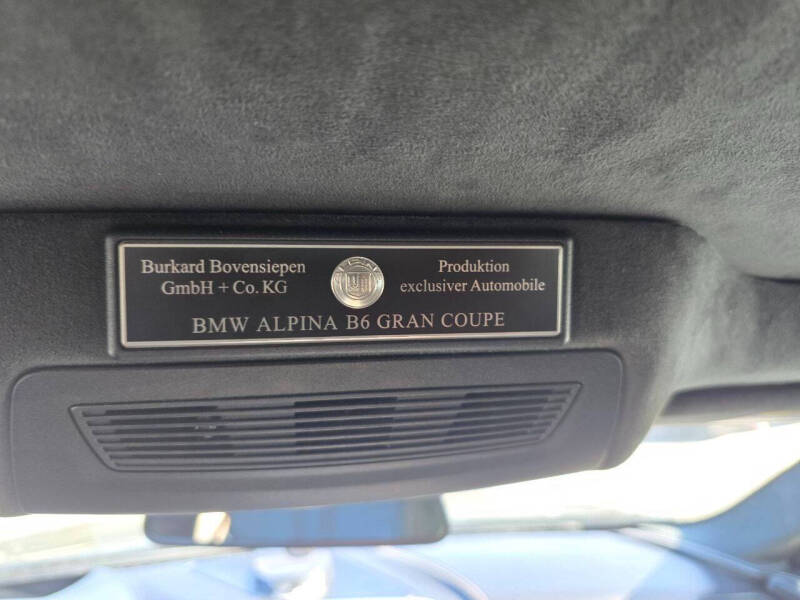 Burkard Bovensiepen
GmbH + Co. KG
Produktion
exclusiver Automobile
BMW ALPINA B6 GRAN COUPE